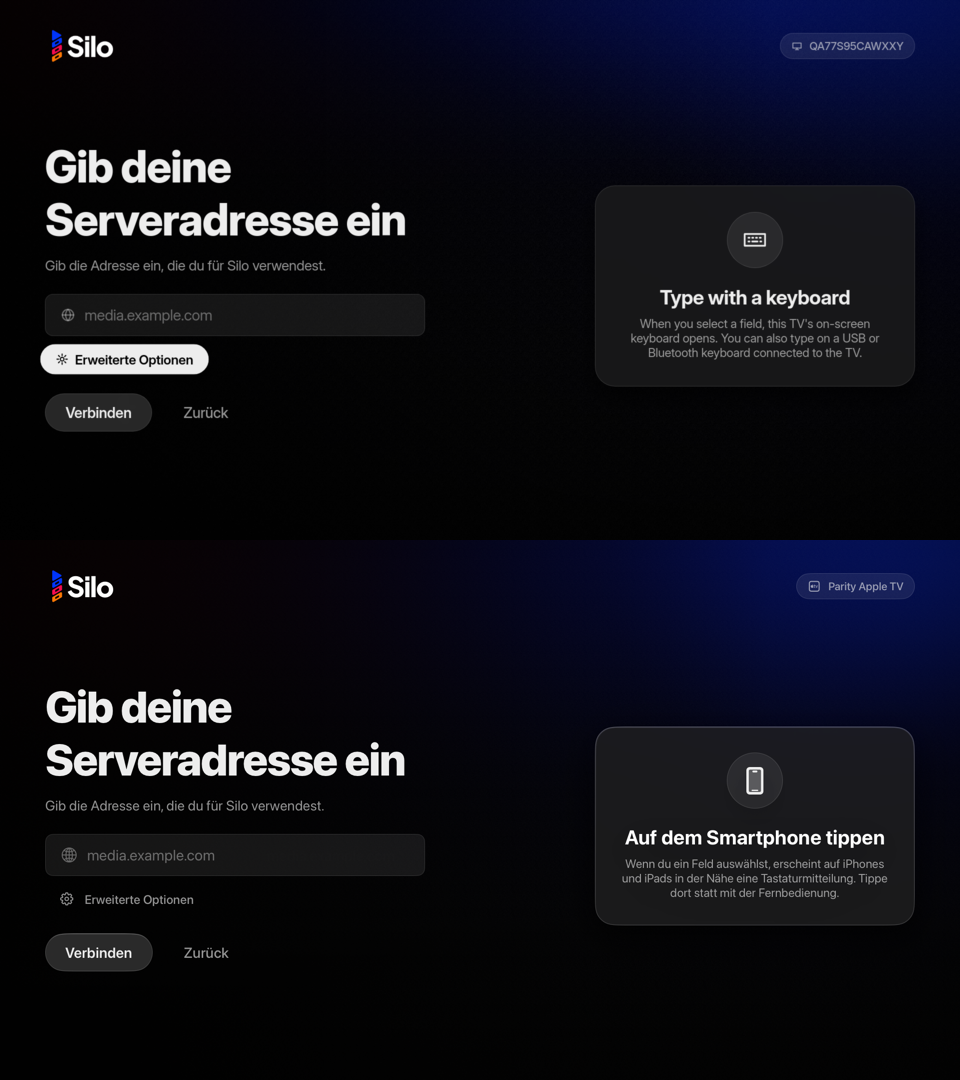 Silo
QA77S95CAWXXY
Gib deine
Serveradresse ein
Gib die Adresse ein, die du für Silo verwendest.
media.example.com
Erweiterte Optionen
Verbinden
Zurück
Type with a keyboard
When you select a field, this TV's on-screen
keyboard opens. You can also type on a USB or
Bluetooth keyboard connected to the TV.
Silo
Parity Apple TV
Gib deine
Serveradresse ein
Gib die Adresse ein, die du für Silo verwendest.
media.example.com
Erweiterte Optionen
Verbinden
Zurück
Auf dem Smartphone tippen
Wenn du ein Feld auswählst, erscheint auf iPhones
und iPads in der Nähe eine Tastaturmitteilung. Tippe
dort statt mit der Fernbedienung.